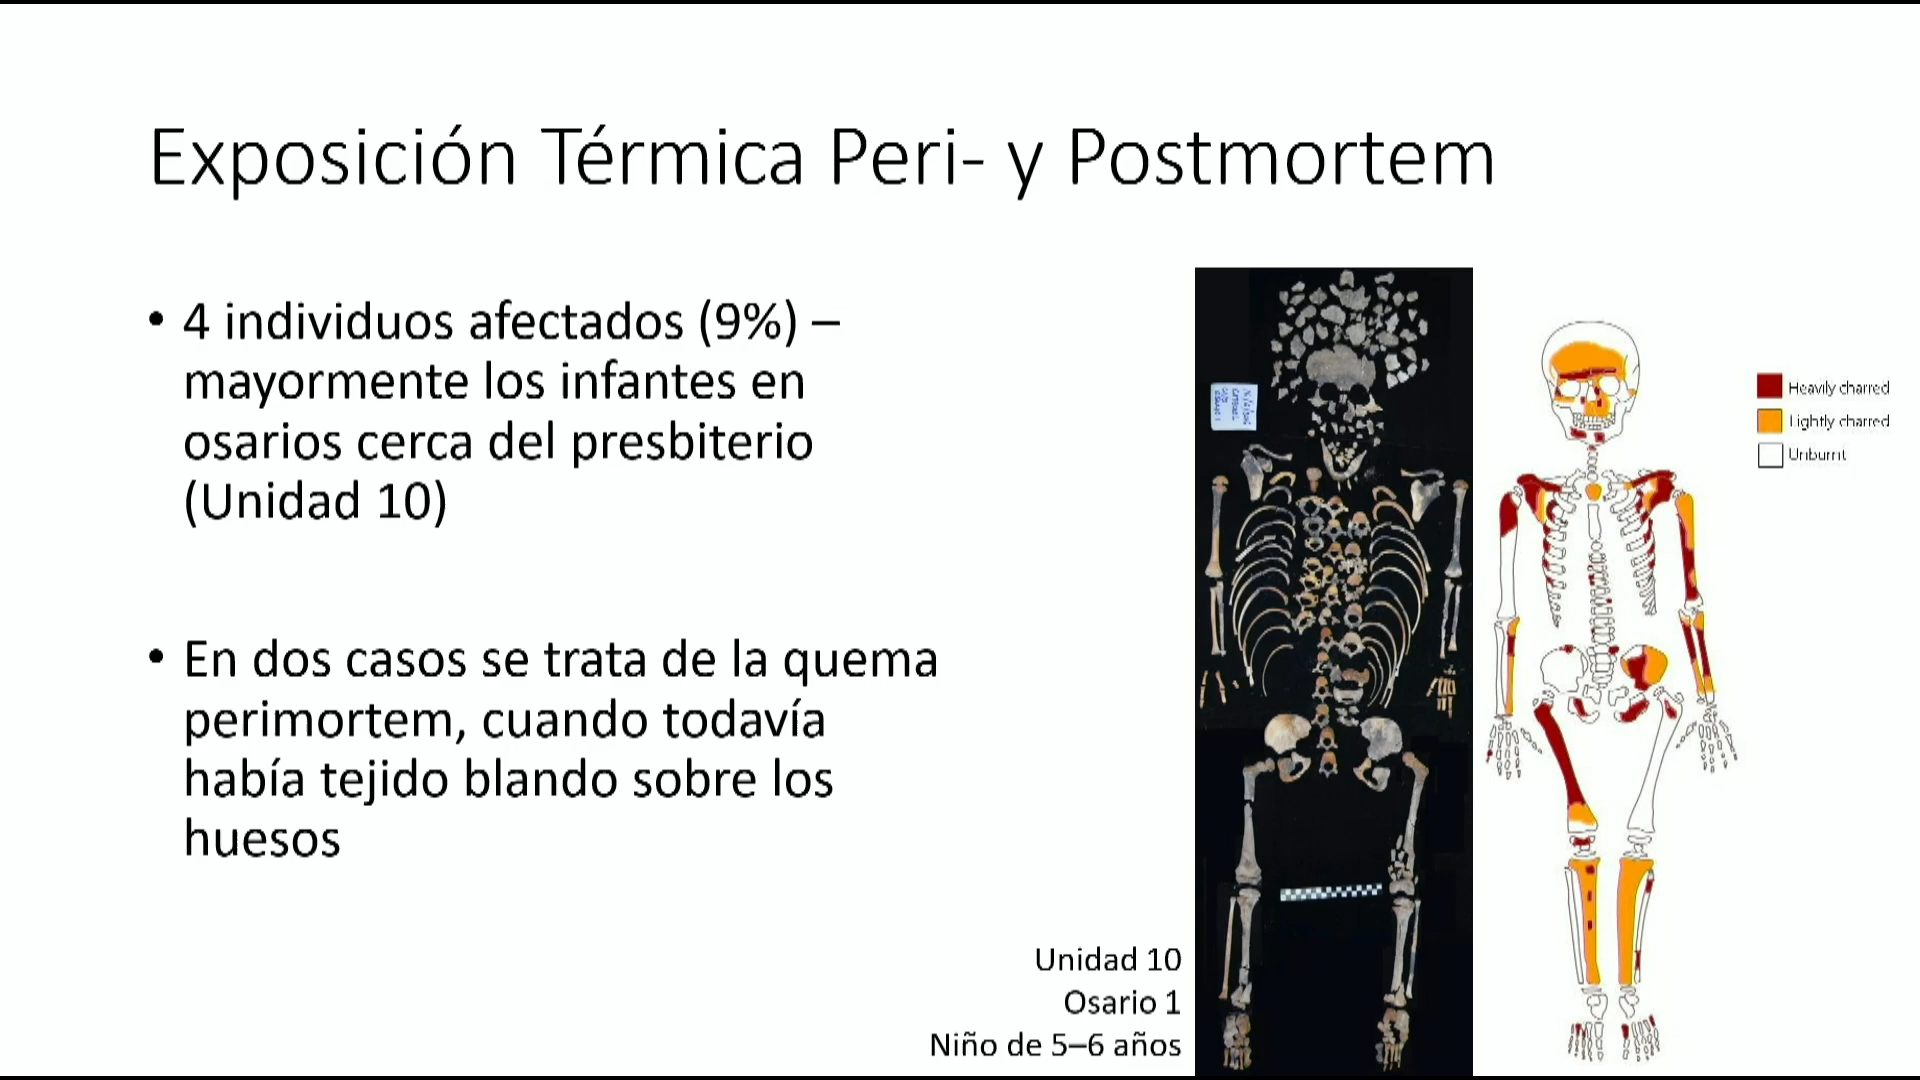 Exposición Térmica Peri- y Postmortem
• 4 individuos afectados (9%) –
mayormente los infantes en
osarios cerca del presbiterio
(Unidad 10)
• En dos casos se trata de la quema
perimortem, cuando todavía
había tejido blando sobre los
huesos
Unidad 10
Osario 1
Niño de 5–6 años
Heavily charred
Lightly charred
Unburnt